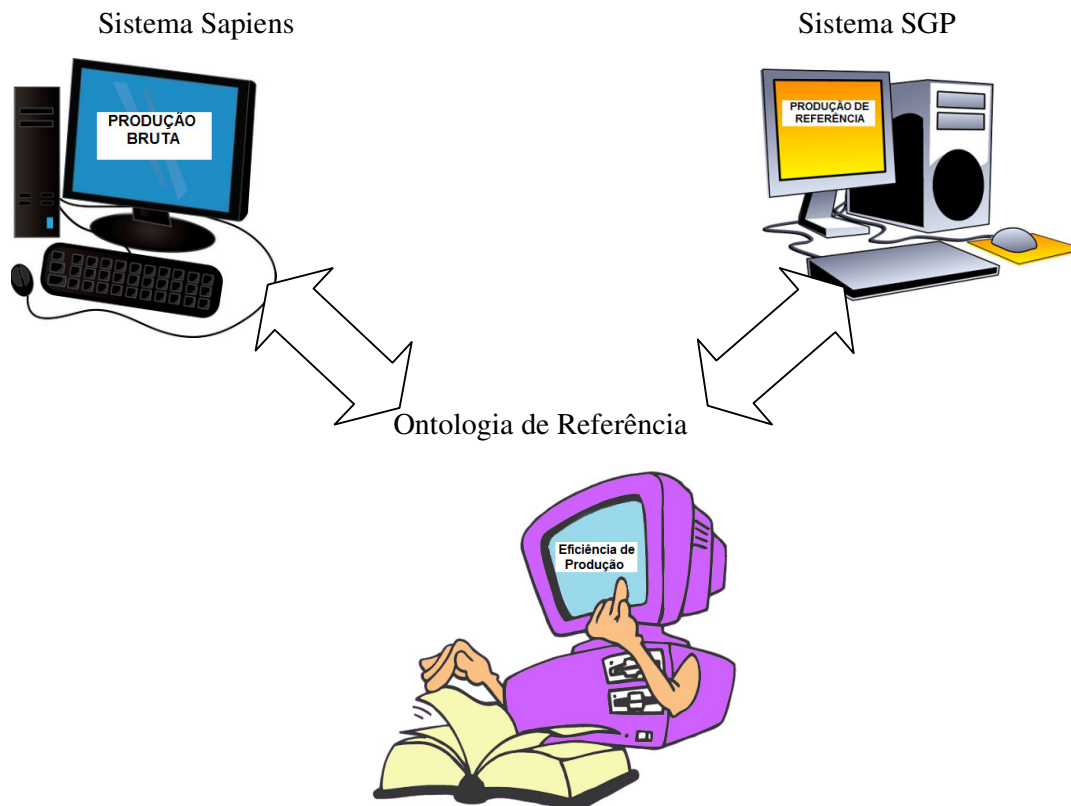 Sistema Sapiens
Sistema SGP
PRODUÇÃO
BRUTA
PRODUÇÃO DE
REFERÊNCIA
Ontologia de Referência
Eficiência de
Produção